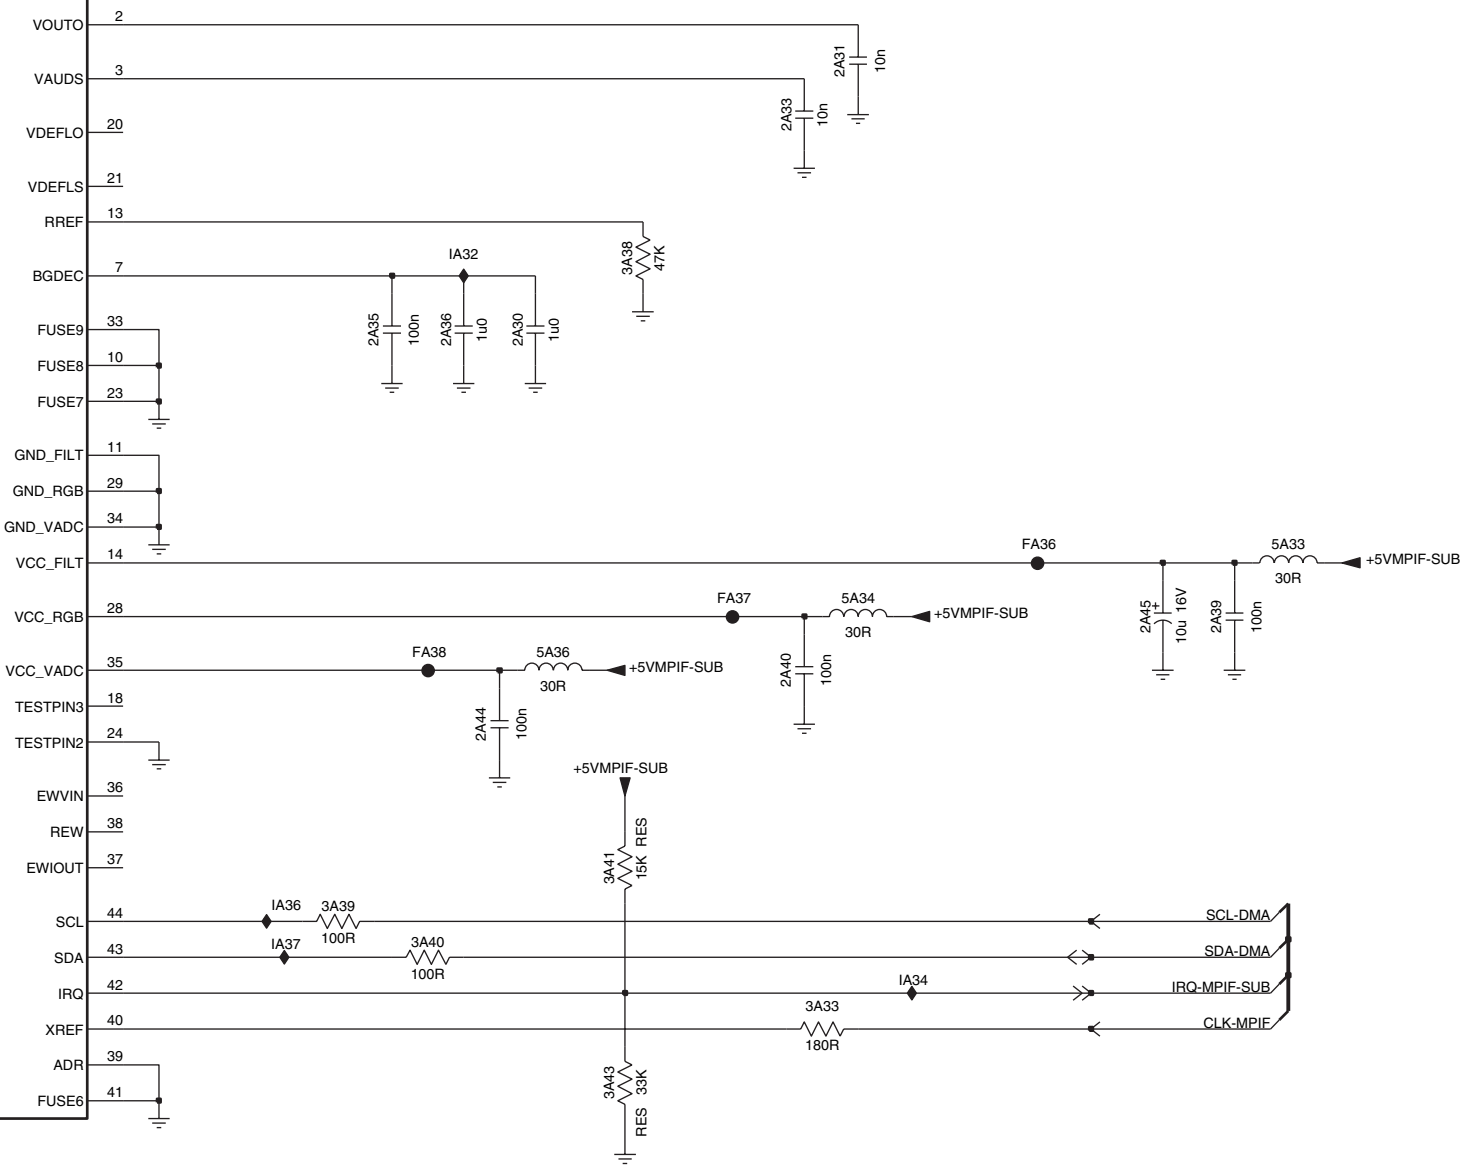 VOUTO 2
2A31 10n
VAUDS 3
2A33 10n
VDEFLO 20
VDEFLS 21
RREF 13
3A38 47K
BGDEC 7
IA32
2A35 100n
2A36 1u0
2A30 1u0
FUSE9 33
FUSE8 10
FUSE7 23
GND_FILT 11
GND_RGB 29
GND_VADC 34
VCC_FILT 14
FA36
5A33
30R
+5VMPIF-SUB
2A45 + 10u 16V
2A39 100n
VCC_RGB 28
FA37
5A34
30R
+5VMPIF-SUB
2A40 100n
VCC_VADC 35
FA38
5A36
30R
+5VMPIF-SUB
2A44 100n
TESTPIN3 18
TESTPIN2 24
+5VMPIF-SUB
EWVIN 36
REW 38
EWIOUT 37
3A41 15K RES
SCL 44
IA36
3A39
100R
SCL-DMA
SDA 43
IA37
3A40
100R
SDA-DMA
IRQ 42
IA34
IRQ-MPIF-SUB
XREF 40
3A33
180R
CLK-MPIF
ADR 39
FUSE6 41
3A43 33K
RES